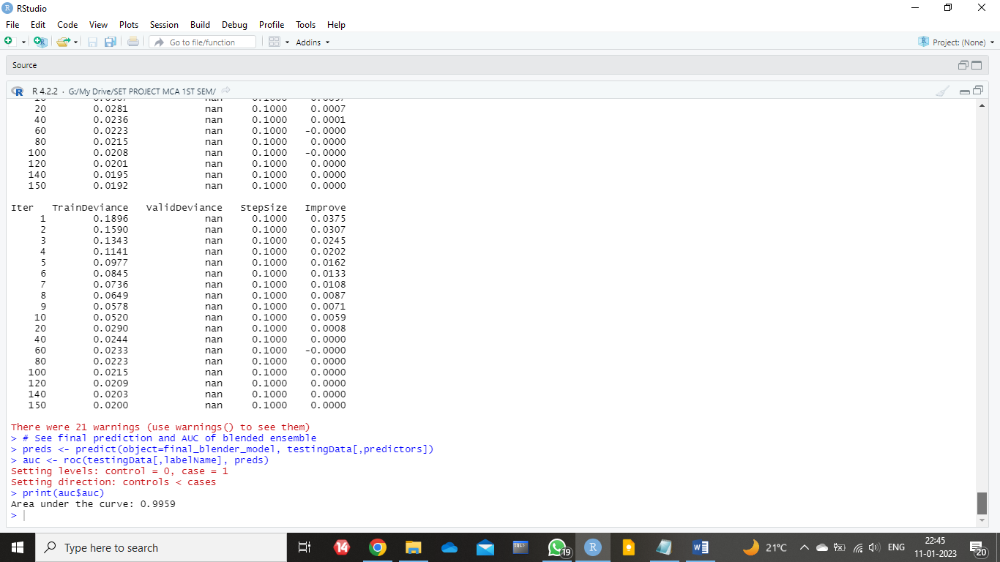 RStudio
File Edit Code View Plots Session Build Debug Profile Tools Help
Go to file/function Addins Project: (None)
Source
R 4.2.2 · G:/My Drive/SET PROJECT MCA 1ST SEM/
20 0.0281 nan 0.1000 0.0007
40 0.0236 nan 0.1000 0.0001
60 0.0223 nan 0.1000 -0.0000
80 0.0215 nan 0.1000 0.0000
100 0.0208 nan 0.1000 -0.0000
120 0.0201 nan 0.1000 0.0000
140 0.0195 nan 0.1000 0.0000
150 0.0192 nan 0.1000 0.0000
Iter TrainDeviance ValidDeviance StepSize Improve
1 0.1896 nan 0.1000 0.0375
2 0.1590 nan 0.1000 0.0307
3 0.1343 nan 0.1000 0.0245
4 0.1141 nan 0.1000 0.0202
5 0.0977 nan 0.1000 0.0162
6 0.0845 nan 0.1000 0.0133
7 0.0736 nan 0.1000 0.0108
8 0.0649 nan 0.1000 0.0087
9 0.0578 nan 0.1000 0.0071
10 0.0520 nan 0.1000 0.0059
20 0.0290 nan 0.1000 0.0008
40 0.0244 nan 0.1000 0.0000
60 0.0233 nan 0.1000 -0.0000
80 0.0223 nan 0.1000 0.0000
100 0.0215 nan 0.1000 0.0000
120 0.0209 nan 0.1000 0.0000
140 0.0203 nan 0.1000 0.0000
150 0.0200 nan 0.1000 0.0000
There were 21 warnings (use warnings() to see them)
> # See final prediction and AUC of blended ensemble
> preds <- predict(object=final_blender_model, testingData[,predictors])
> auc <- roc(testingData[,labelName], preds)
Setting levels: control = 0, case = 1
Setting direction: controls < cases
> print(auc$auc)
Area under the curve: 0.9959
>
Type here to search 14 SQL 19 R W 21°C ENG 22:45
11-01-2023 20